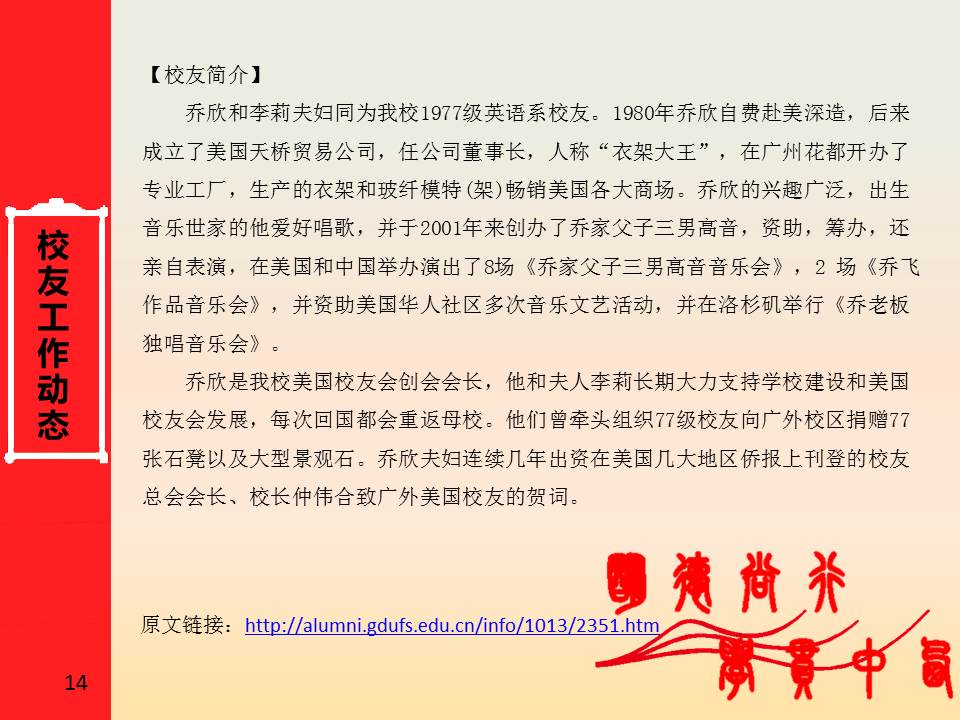 校友工作动态
【校友简介】
乔欣和李莉夫妇同为我校1977级英语系校友。1980年乔欣自费赴美深造，后来
成立了美国天桥贸易公司，任公司董事长，人称“衣架大王”，在广州花都开办了
专业工厂，生产的衣架和玻纤模特(架)畅销美国各大商场。乔欣的兴趣广泛，出生
音乐世家的他爱好唱歌，并于2001年来创办了乔家父子三男高音，资助，筹办，还
亲自表演，在美国和中国举办演出了8场《乔家父子三男高音音乐会》，2 场《乔飞
作品音乐会》，并资助美国华人社区多次音乐文艺活动，并在洛杉矶举行《乔老板
独唱音乐会》。
乔欣是我校美国校友会创会会长，他和夫人李莉长期大力支持学校建设和美国
校友会发展，每次回国都会重返母校。他们曾牵头组织77级校友向广外校区捐赠77
张石凳以及大型景观石。乔欣夫妇连续几年出资在美国几大地区侨报上刊登的校友
总会会长、校长仲伟合致广外美国校友的贺词。
原文链接：http://alumni.gdufs.edu.cn/info/1013/2351.htm
明德尚行
學貫中西
14